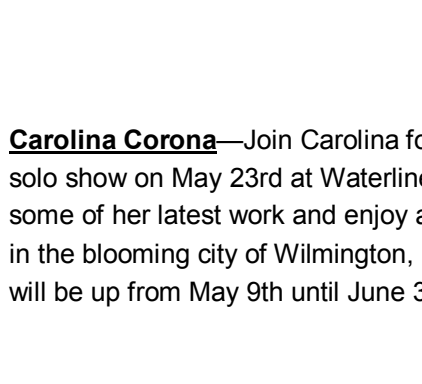 Carolina Corona—Join Carolina
solo show on May 23rd at
some of her latest work and enjoy
in the blooming city of Wilmington,
will be up from May 9th until June